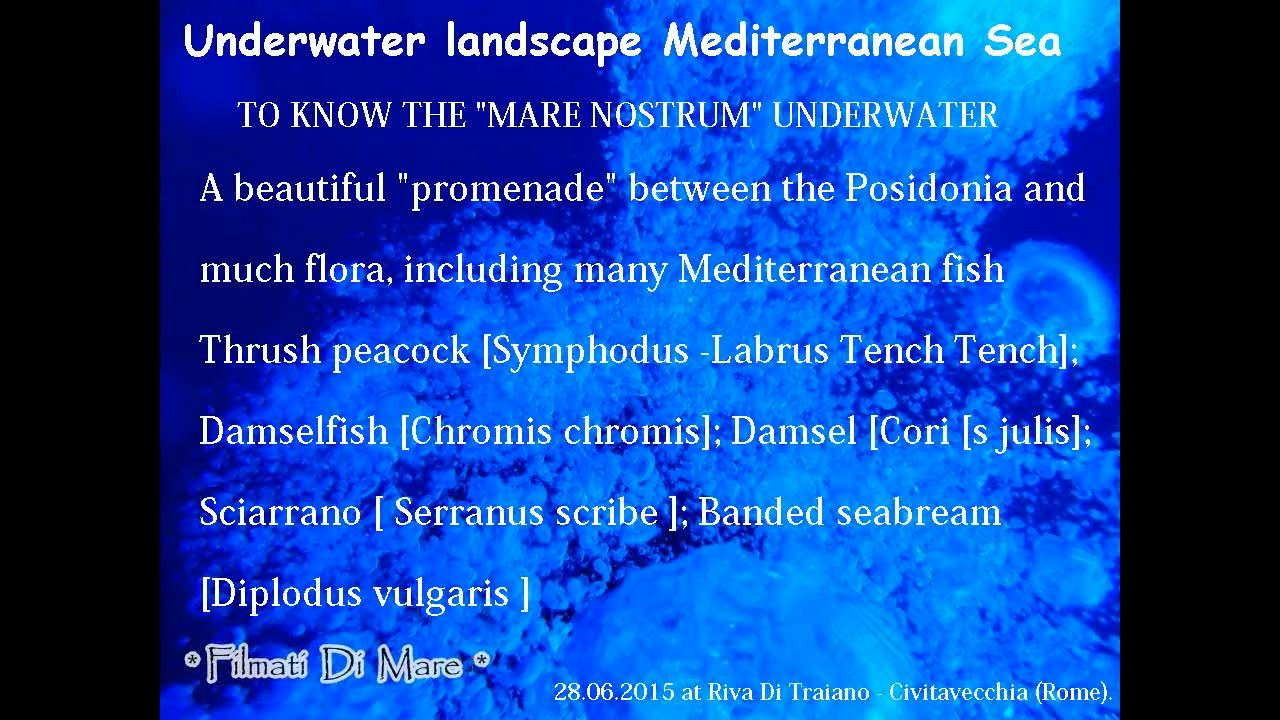 Underwater landscape Mediterranean Sea
TO KNOW THE "MARE NOSTRUM" UNDERWATER
A beautiful "promenade" between the Posidonia and
much flora, including many Mediterranean fish
Thrush peacock [Symphodus -Labrus Tench Tench];
Damselfish [Chromis chromis]; Damsel [Cori [s julis];
Sciarrano [ Serranus scribe ]; Banded seabream
[Diplodus vulgaris ]
* Filmati Di Mare *
28.06.2015 at Riva Di Traiano - Civitavecchia (Rome).